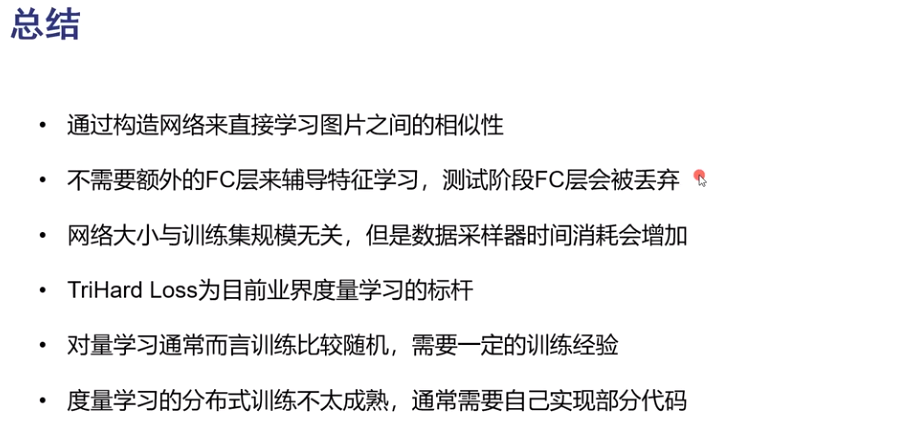 总结
• 通过构造网络来直接学习图片之间的相似性
• 不需要额外的FC层来辅导特征学习，测试阶段FC层会被丢弃
• 网络大小与训练集规模无关，但是数据采样器时间消耗会增加
• TriHard Loss为目前业界度量学习的标杆
• 对量学习通常而言训练比较随机，需要一定的训练经验
• 度量学习的分布式训练不太成熟，通常需要自己实现部分代码